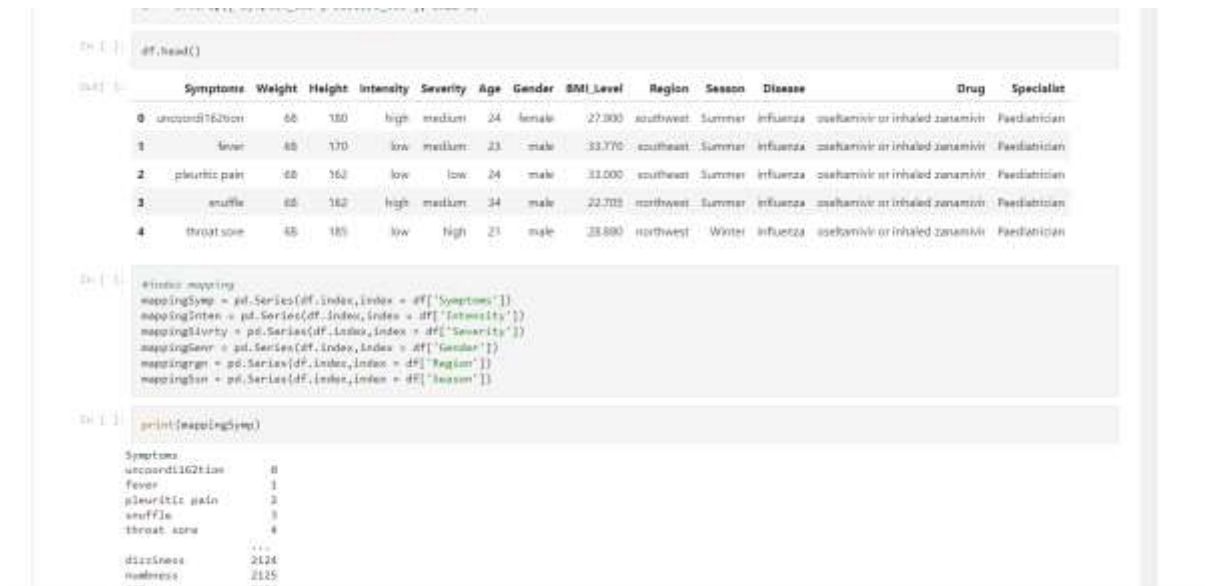 In [ ]: df.head()
Out[ ]:
Symptoms Weight Height Intensity Severity Age Gender BMI_Level Region Season Disease Drug Specialist
0 uncoordi162tion 68 180 high medium 24 female 27.900 southwest Summer influenza oseltamivir or inhaled zanamivir Paediatrician
1 fever 68 170 low medium 23 male 33.770 southeast Summer influenza oseltamivir or inhaled zanamivir Paediatrician
2 pleuritic pain 68 162 low low 24 male 33.000 southeast Summer influenza oseltamivir or inhaled zanamivir Paediatrician
3 snuffle 68 162 high medium 34 male 22.705 northwest Summer influenza oseltamivir or inhaled zanamivir Paediatrician
4 throat sore 68 185 low high 21 male 28.880 northwest Winter influenza oseltamivir or inhaled zanamivir Paediatrician
In [ ]: #index mapping
mappingSymp = pd.Series(df.index,index = df['Symptoms'])
mappingInten = pd.Series(df.index,index = df['Intensity'])
mappingSivrty = pd.Series(df.index,index = df['Severity'])
mappingGenr = pd.Series(df.index,index = df['Gender'])
mappingrgn = pd.Series(df.index,index = df['Region'])
mappingSsn = pd.Series(df.index,index = df['Season'])
In [ ]: print(mappingSymp)
Symptoms
uncoordi162tion 0
fever 1
pleuritic pain 2
snuffle 3
throat sore 4
...
dizziness 2124
numbness 2125